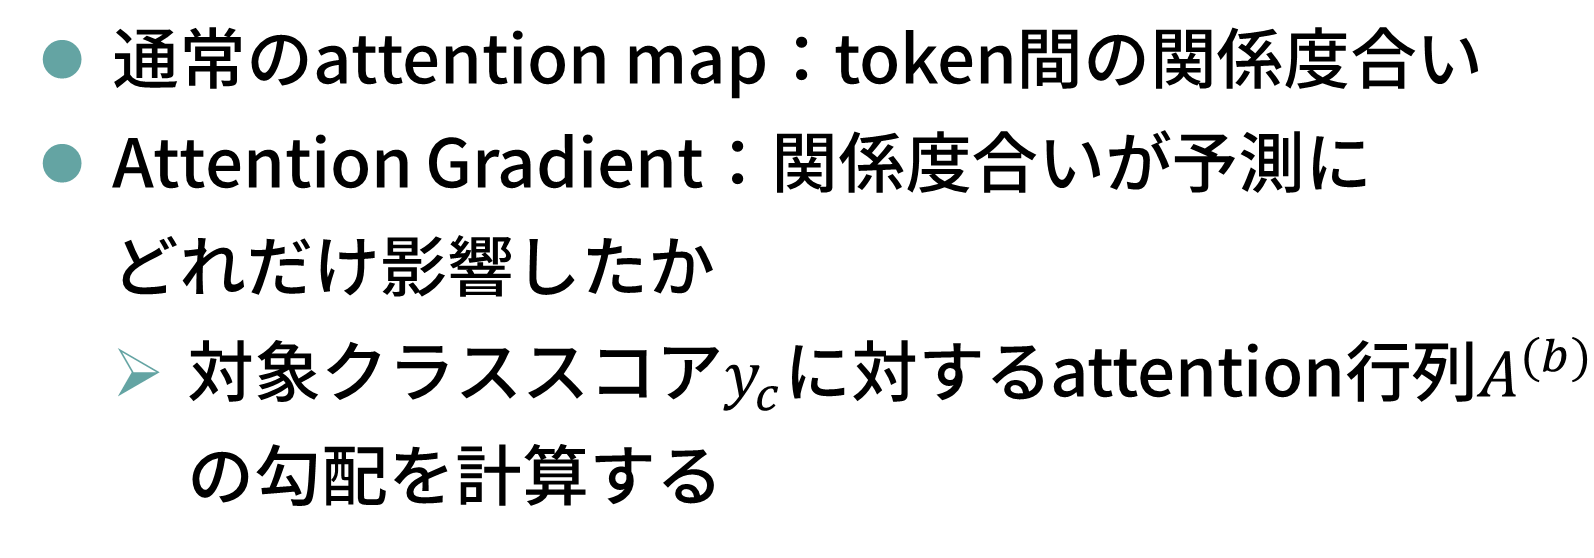 ● 通常のattention map：token間の関係度合い
● Attention Gradient：関係度合いが予測に
どれだけ影響したか
➢ 対象クラススコア$y_c$に対するattention行列$A^{(b)}$
の勾配を計算する